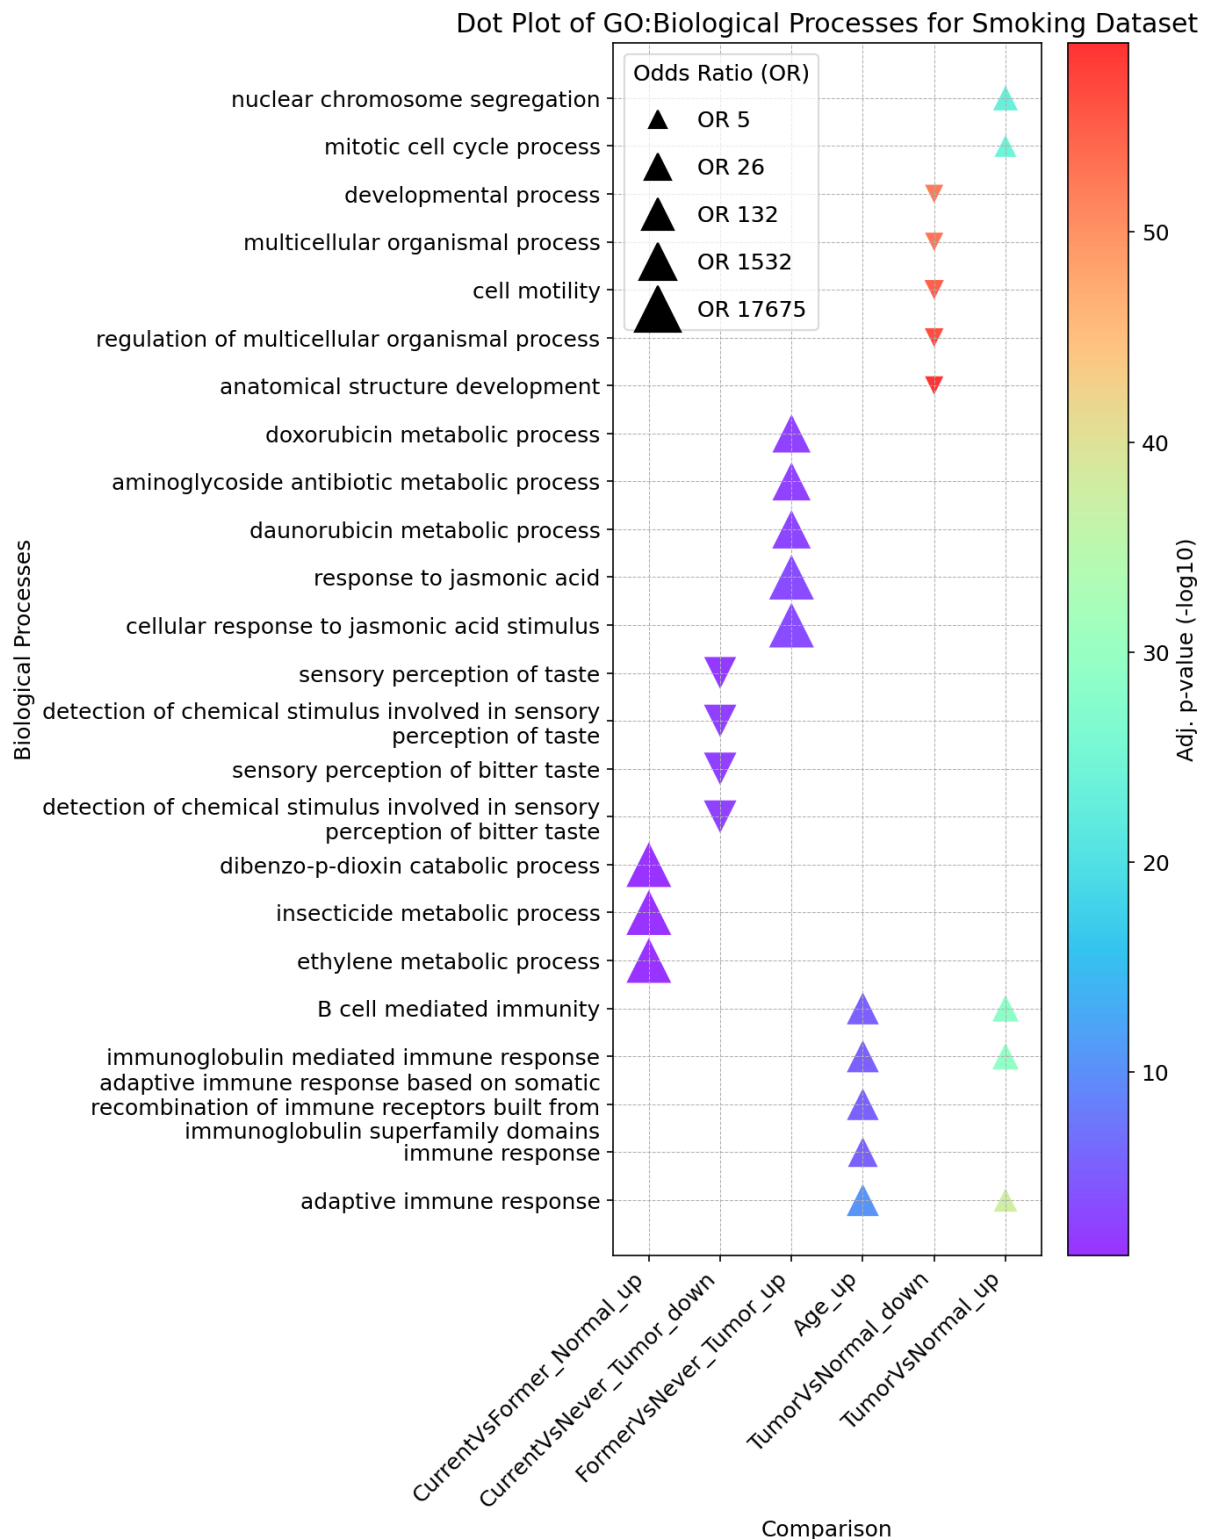 Dot Plot of GO:Biological Processes for Smoking Dataset
Odds Ratio (OR)
OR 5
OR 26
OR 132
OR 1532
OR 17675
Biological Processes
nuclear chromosome segregation
mitotic cell cycle process
developmental process
multicellular organismal process
cell motility
regulation of multicellular organismal process
anatomical structure development
doxorubicin metabolic process
aminoglycoside antibiotic metabolic process
daunorubicin metabolic process
response to jasmonic acid
cellular response to jasmonic acid stimulus
sensory perception of taste
detection of chemical stimulus involved in sensory
perception of taste
sensory perception of bitter taste
detection of chemical stimulus involved in sensory
perception of bitter taste
dibenzo-p-dioxin catabolic process
insecticide metabolic process
ethylene metabolic process
B cell mediated immunity
immunoglobulin mediated immune response
adaptive immune response based on somatic
recombination of immune receptors built from
immunoglobulin superfamily domains
immune response
adaptive immune response
CurrentVsFormer_Normal_up
CurrentVsNever_Tumor_down
FormerVsNever_Tumor_up
Age_up
TumorVsNormal_down
TumorVsNormal_up
Comparison
50
40
30
20
10
Adj. p-value (-log10)